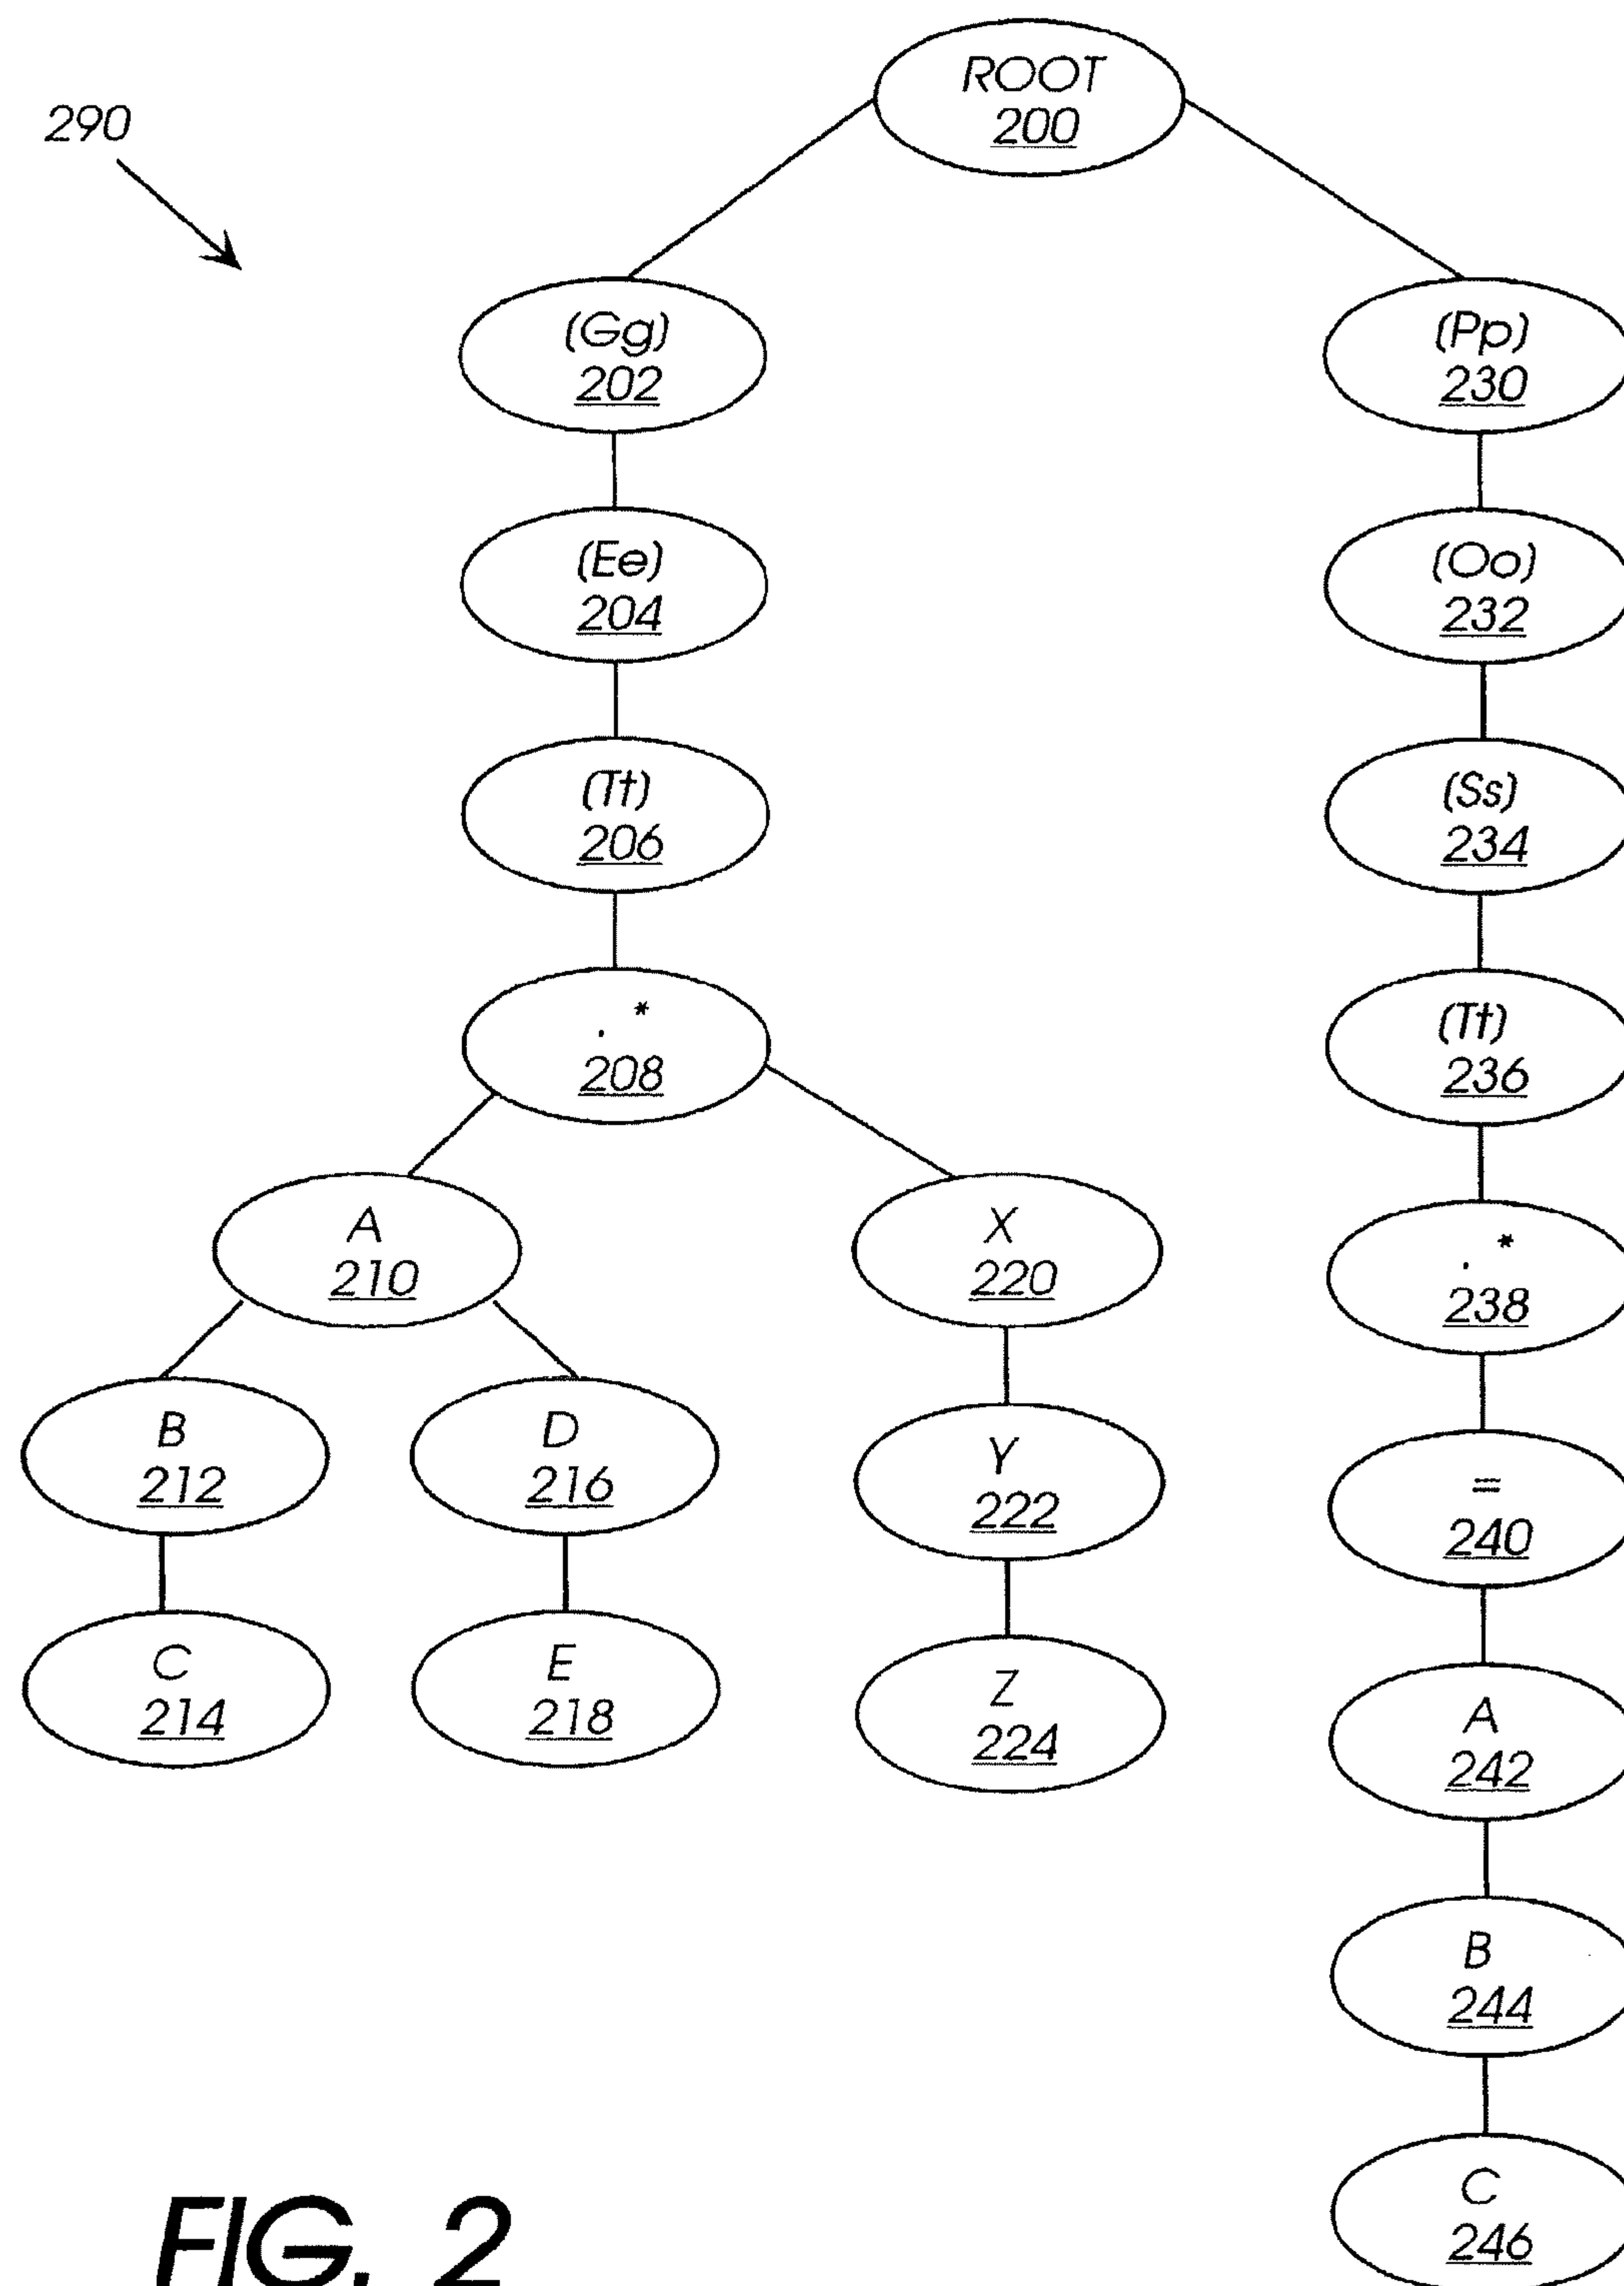 ROOT
200
290
(Gg)
202
(Pp)
230
(Ee)
204
(Oo)
232
(Tt)
206
(Ss)
234
. *
208
(Tt)
236
A
210
X
220
. *
238
B
212
D
216
Y
222
=
240
C
214
E
218
Z
224
A
242
B
244
C
246
FIG. 2